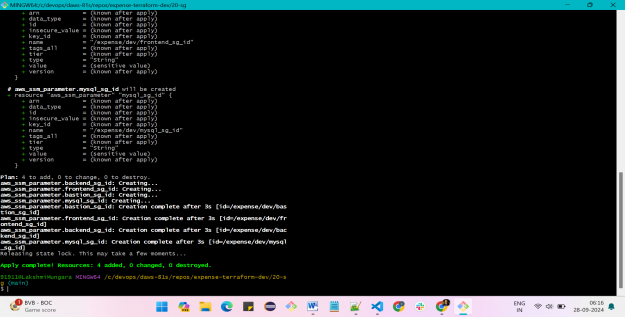 MINGW64:/c/devops/daws-81s/repos/expense-terraform-dev/20-sg
+ arn = (known after apply)
+ data_type = (known after apply)
+ id = (known after apply)
+ insecure_value = (known after apply)
+ key_id = (known after apply)
+ name = "/expense/dev/frontend_sg_id"
+ tags_all = (known after apply)
+ tier = (known after apply)
+ type = "String"
+ value = (sensitive value)
+ version = (known after apply)
}
# aws_ssm_parameter.mysql_sg_id will be created
+ resource "aws_ssm_parameter" "mysql_sg_id" {
+ arn = (known after apply)
+ data_type = (known after apply)
+ id = (known after apply)
+ insecure_value = (known after apply)
+ key_id = (known after apply)
+ name = "/expense/dev/mysql_sg_id"
+ tags_all = (known after apply)
+ tier = (known after apply)
+ type = "String"
+ value = (sensitive value)
+ version = (known after apply)
}
Plan: 4 to add, 0 to change, 0 to destroy.
aws_ssm_parameter.backend_sg_id: Creating...
aws_ssm_parameter.frontend_sg_id: Creating...
aws_ssm_parameter.bastion_sg_id: Creating...
aws_ssm_parameter.mysql_sg_id: Creating...
aws_ssm_parameter.bastion_sg_id: Creation complete after 3s [id=/expense/dev/bas
tion_sg_id]
aws_ssm_parameter.frontend_sg_id: Creation complete after 3s [id=/expense/dev/fr
ontend_sg_id]
aws_ssm_parameter.backend_sg_id: Creation complete after 3s [id=/expense/dev/bac
kend_sg_id]
aws_ssm_parameter.mysql_sg_id: Creation complete after 3s [id=/expense/dev/mysql
_sg_id]
Releasing state lock. This may take a few moments...
Apply complete! Resources: 4 added, 0 changed, 0 destroyed.
MINGW64 /c/devops/daws-81s/repos/expense-terraform-dev/20-s
g (main)
$
BVB - BOC
Game score
ENG
IN
06:16
28-09-2024